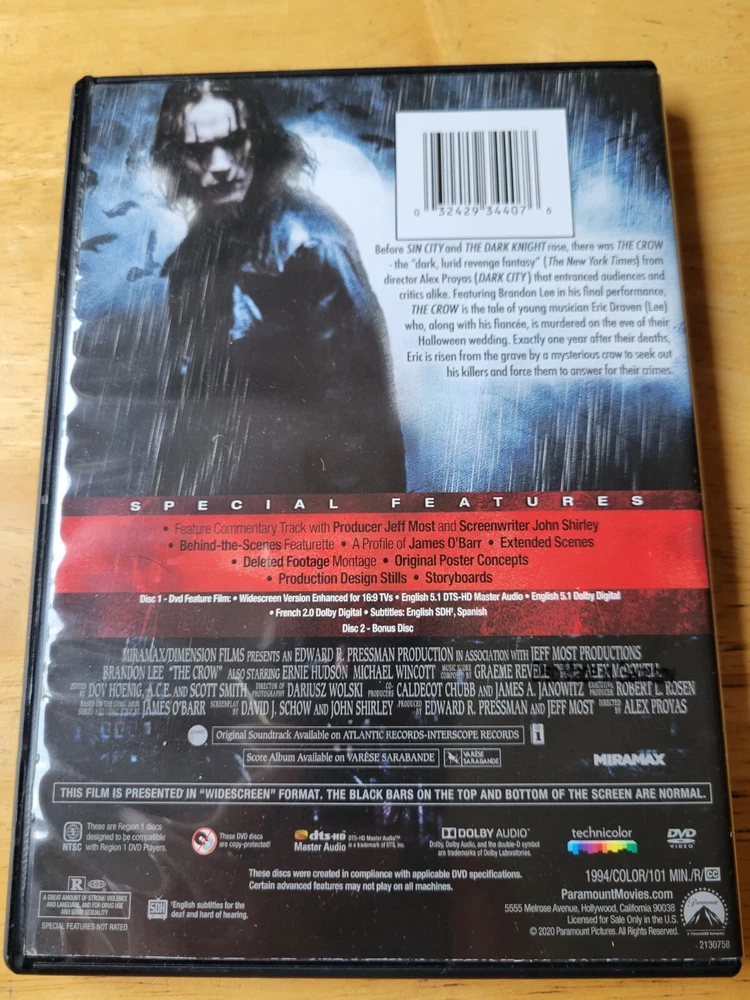 0 32429 34407 6
Before SIN CITY and THE DARK KNIGHT rose, there was THE CROW
- the "dark, lurid revenge fantasy" (The New York Times) from
director Alex Proyas (DARK CITY) that entranced audiences and
critics alike. Featuring Brandon Lee in his final performance,
THE CROW is the tale of young musician Eric Draven (Lee)
who, along with his fiancée, is murdered on the eve of their
Halloween wedding. Exactly one year after their deaths,
Eric is risen from the grave by a mysterious crow to seek out
his killers and force them to answer for their crimes.
SPECIAL FEATURES
• Feature Commentary Track with Producer Jeff Most and Screenwriter John Shirley
• Behind-the-Scenes Featurette • A Profile of James O'Barr • Extended Scenes
• Deleted Footage Montage • Original Poster Concepts
• Production Design Stills • Storyboards
Disc 1 - Dvd Feature Film: • Widescreen Version Enhanced for 16:9 TVs • English 5.1 DTS-HD Master Audio • English 5.1 Dolby Digital
• French 2.0 Dolby Digital • Subtitles: English SDH†, Spanish
Disc 2 - Bonus Disc
MIRAMAX/DIMENSION FILMS PRESENTS AN EDWARD R. PRESSMAN PRODUCTION IN ASSOCIATION WITH JEFF MOST PRODUCTIONS
BRANDON LEE "THE CROW" ALSO STARRING ERNIE HUDSON MICHAEL WINCOTT MUSIC SCORE COMPOSED BY GRAEME REVELL ALEX McDOWELL
EDITED BY DOV HOENIG, A.C.E. AND SCOTT SMITH DIRECTOR OF PHOTOGRAPHY DARIUSZ WOLSKI CO-PRODUCER CALDECOT CHUBB AND JAMES A. JANOWITZ PRODUCER ROBERT L. ROSEN
BASED ON THE COMIC BOOK SERIES JAMES O'BARR SCREENPLAY BY DAVID J. SCHOW AND JOHN SHIRLEY PRODUCED BY EDWARD R. PRESSMAN AND JEFF MOST DIRECTED BY ALEX PROYAS
Original Soundtrack Available on ATLANTIC RECORDS-INTERSCOPE RECORDS
Score Album Available on VARÈSE SARABANDE VARÈSE SARABANDE
MIRAMAX
THIS FILM IS PRESENTED IN "WIDESCREEN" FORMAT. THE BLACK BARS ON THE TOP AND BOTTOM OF THE SCREEN ARE NORMAL.
NTSC
These are Region 1 discs
designed to be compatible
with Region 1 DVD Players.
These DVD discs
are copy-protected!
dts-HD
Master Audio
DTS-HD Master Audio™
is a trademark of DTS, Inc.
DOLBY AUDIO™
Dolby, Dolby Audio, and the double-D symbol
are trademarks of Dolby Laboratories.
technicolor
DVD
VIDEO
These discs were created in compliance with applicable DVD specifications.
Certain advanced features may not play on all machines.
1994/COLOR/101 MIN./R/CC
ParamountMovies.com
5555 Melrose Avenue, Hollywood, California 90038
Licensed for Sale Only in the U.S.
© 2020 Paramount Pictures. All Rights Reserved.
Paramount
2130758
R
A GREAT AMOUNT OF STRONG VIOLENCE
AND LANGUAGE, AND FOR DRUG USE
AND SOME SEXUALITY
SPECIAL FEATURES NOT RATED
SDH
†English subtitles for the
deaf and hard of hearing.